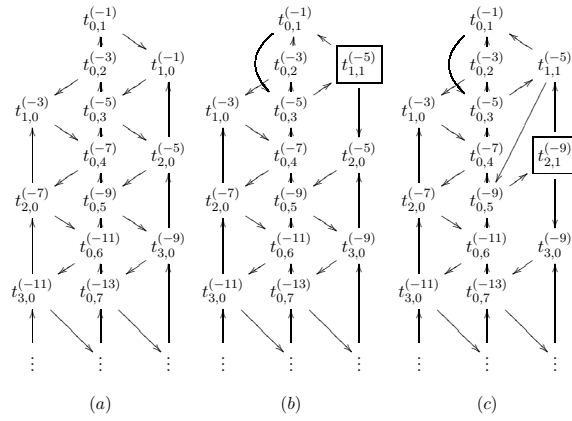 $t_{0,1}^{(-1)}$ $t_{0,1}^{(-1)}$ $t_{0,1}^{(-1)}$
$t_{0,2}^{(-3)}$ $t_{1,0}^{(-1)}$ $t_{0,2}^{(-3)}$ $t_{1,1}^{(-5)}$ $t_{0,2}^{(-3)}$ $t_{1,1}^{(-5)}$
$t_{1,0}^{(-3)}$ $t_{0,3}^{(-5)}$ $t_{1,0}^{(-3)}$ $t_{0,3}^{(-5)}$ $t_{1,0}^{(-3)}$ $t_{0,3}^{(-5)}$
$t_{0,4}^{(-7)}$ $t_{2,0}^{(-5)}$ $t_{0,4}^{(-7)}$ $t_{2,0}^{(-5)}$ $t_{0,4}^{(-7)}$ $t_{2,1}^{(-9)}$
$t_{2,0}^{(-7)}$ $t_{0,5}^{(-9)}$ $t_{2,0}^{(-7)}$ $t_{0,5}^{(-9)}$ $t_{2,0}^{(-7)}$ $t_{0,5}^{(-9)}$
$t_{0,6}^{(-11)}$ $t_{3,0}^{(-9)}$ $t_{0,6}^{(-11)}$ $t_{3,0}^{(-9)}$ $t_{0,6}^{(-11)}$ $t_{3,0}^{(-9)}$
$t_{3,0}^{(-11)}$ $t_{0,7}^{(-13)}$ $t_{3,0}^{(-11)}$ $t_{0,7}^{(-13)}$ $t_{3,0}^{(-11)}$ $t_{0,7}^{(-13)}$
⋮ ⋮ ⋮ ⋮ ⋮ ⋮ ⋮ ⋮ ⋮
(a) (b) (c)